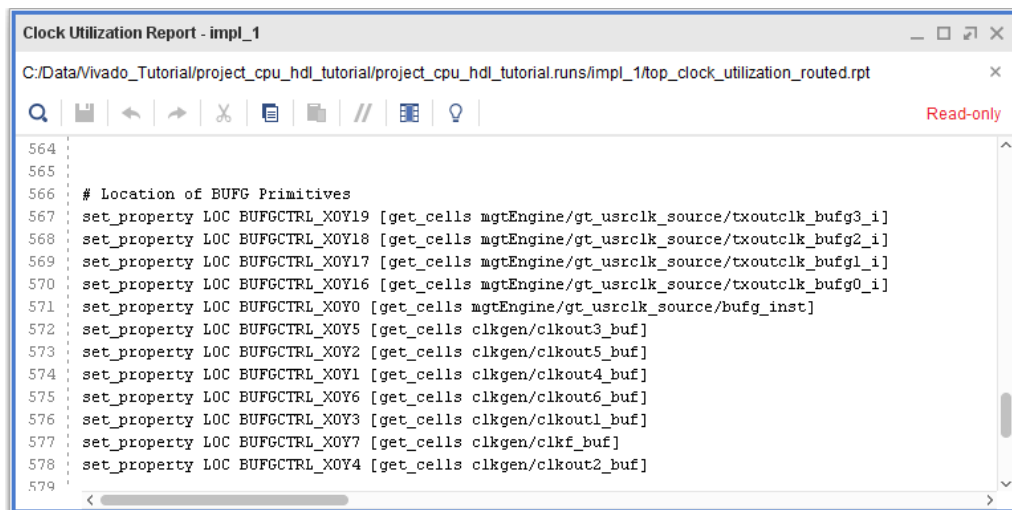 Clock Utilization Report - impl_1
C:/Data/Vivado_Tutorial/project_cpu_hdl_tutorial/project_cpu_hdl_tutorial.runs/impl_1/top_clock_utilization_routed.rpt
Read-only
564
565
566 # Location of BUFG Primitives
567 set_property LOC BUFGCTRL_X0Y19 [get_cells mgtEngine/gt_usrclk_source/txoutclk_bufg3_i]
568 set_property LOC BUFGCTRL_X0Y18 [get_cells mgtEngine/gt_usrclk_source/txoutclk_bufg2_i]
569 set_property LOC BUFGCTRL_X0Y17 [get_cells mgtEngine/gt_usrclk_source/txoutclk_bufg1_i]
570 set_property LOC BUFGCTRL_X0Y16 [get_cells mgtEngine/gt_usrclk_source/txoutclk_bufg0_i]
571 set_property LOC BUFGCTRL_X0Y0 [get_cells mgtEngine/gt_usrclk_source/bufg_inst]
572 set_property LOC BUFGCTRL_X0Y5 [get_cells clkgen/clkout3_buf]
573 set_property LOC BUFGCTRL_X0Y2 [get_cells clkgen/clkout5_buf]
574 set_property LOC BUFGCTRL_X0Y1 [get_cells clkgen/clkout4_buf]
575 set_property LOC BUFGCTRL_X0Y6 [get_cells clkgen/clkout6_buf]
576 set_property LOC BUFGCTRL_X0Y3 [get_cells clkgen/clkout1_buf]
577 set_property LOC BUFGCTRL_X0Y7 [get_cells clkgen/clkf_buf]
578 set_property LOC BUFGCTRL_X0Y4 [get_cells clkgen/clkout2_buf]
579